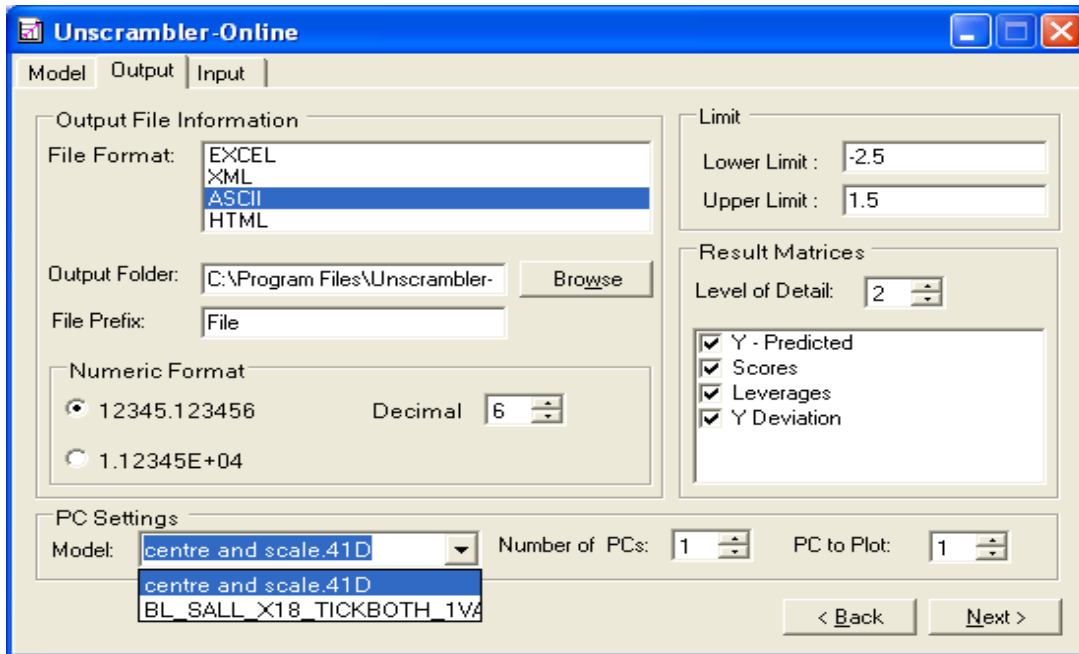 Unscrambler-Online
Model Output Input
Output File Information
File Format:
EXCEL
XML
ASCII
HTML
Output Folder: C:\Program Files\Unscrambler- Browse
File Prefix: File
Numeric Format
12345.123456 Decimal 6
1.12345E+04
Limit
Lower Limit : -2.5
Upper Limit : 1.5
Result Matrices
Level of Detail: 2
Y - Predicted
Scores
Leverages
Y Deviation
PC Settings
Model: centre and scale.41D Number of PCs: 1 PC to Plot: 1
centre and scale.41D
BL_SALL_X18_TICKBOTH_1VA
< Back Next >